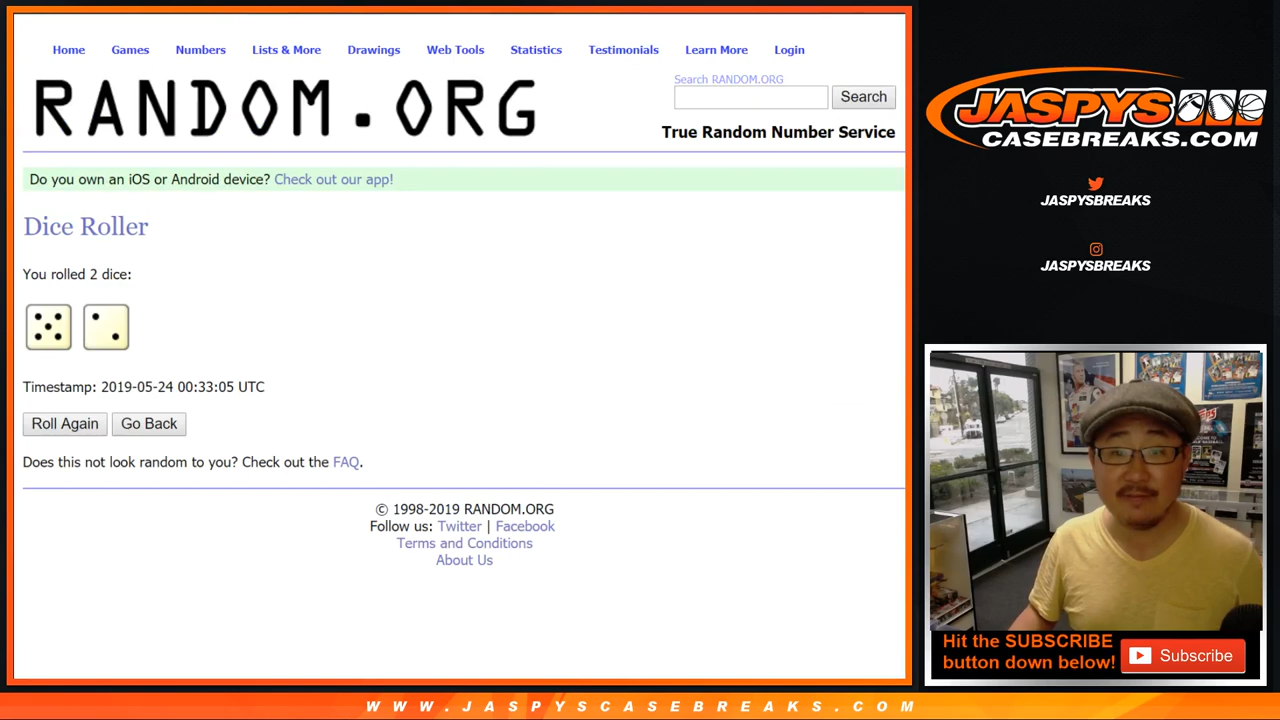 Home Games Numbers Lists & More Drawings Web Tools Statistics Testimonials Learn More Login
RANDOM.ORG
Search RANDOM.ORG
Search
True Random Number Service
Do you own an iOS or Android device? Check out our app!
Dice Roller
You rolled 2 dice:
Timestamp: 2019-05-24 00:33:05 UTC
Roll Again Go Back
Does this not look random to you? Check out the FAQ.
© 1998-2019 RANDOM.ORG
Follow us: Twitter | Facebook
Terms and Conditions
About Us
JASPYS
CASEBREAKS.COM
JASPYSBREAKS
JASPYSBREAKS
Hit the SUBSCRIBE
button down below!
Subscribe
WWW.JASPYSCASEBREAKS.COM